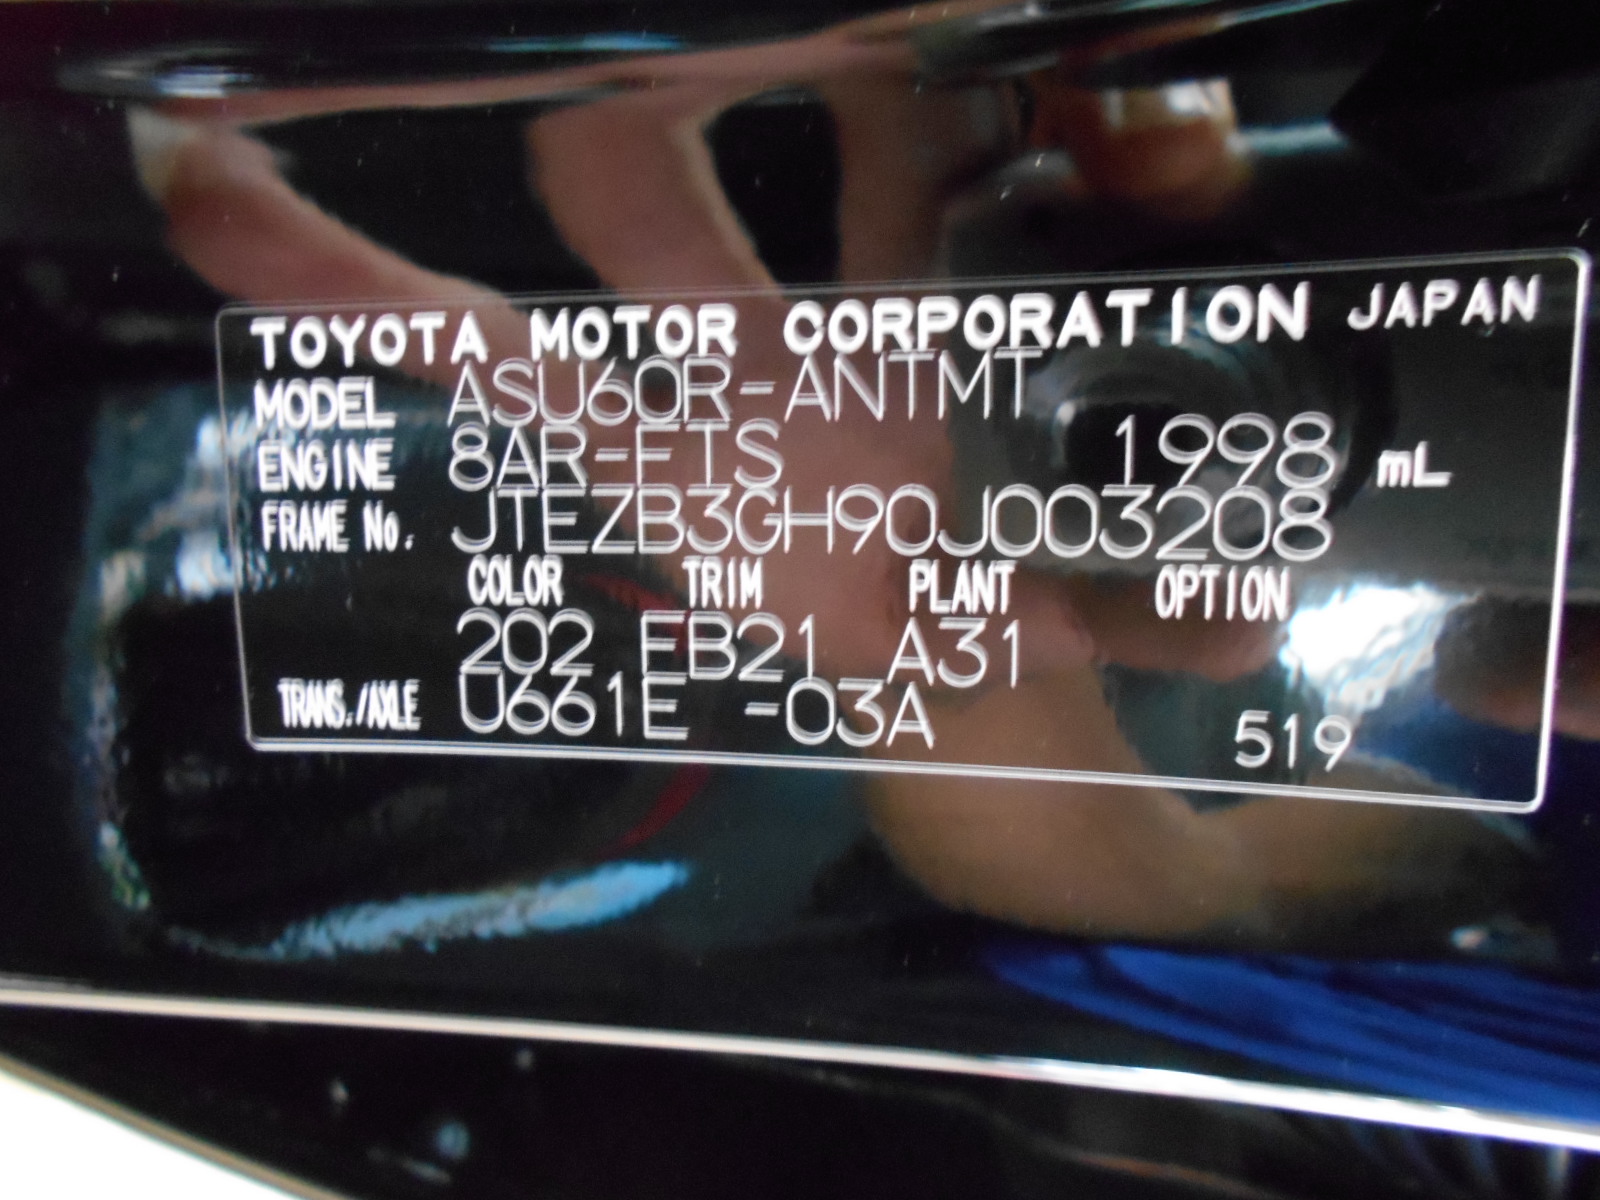 TOYOTA MOTOR CORPORATION JAPAN
MODEL ASU60R-ANTMT
ENGINE 8AR-FTS 1998 mL
FRAME No. JTEZB3GH90J003208
COLOR TRIM PLANT OPTION
202 EB21 A31
TRANS./AXLE U661E -03A 519